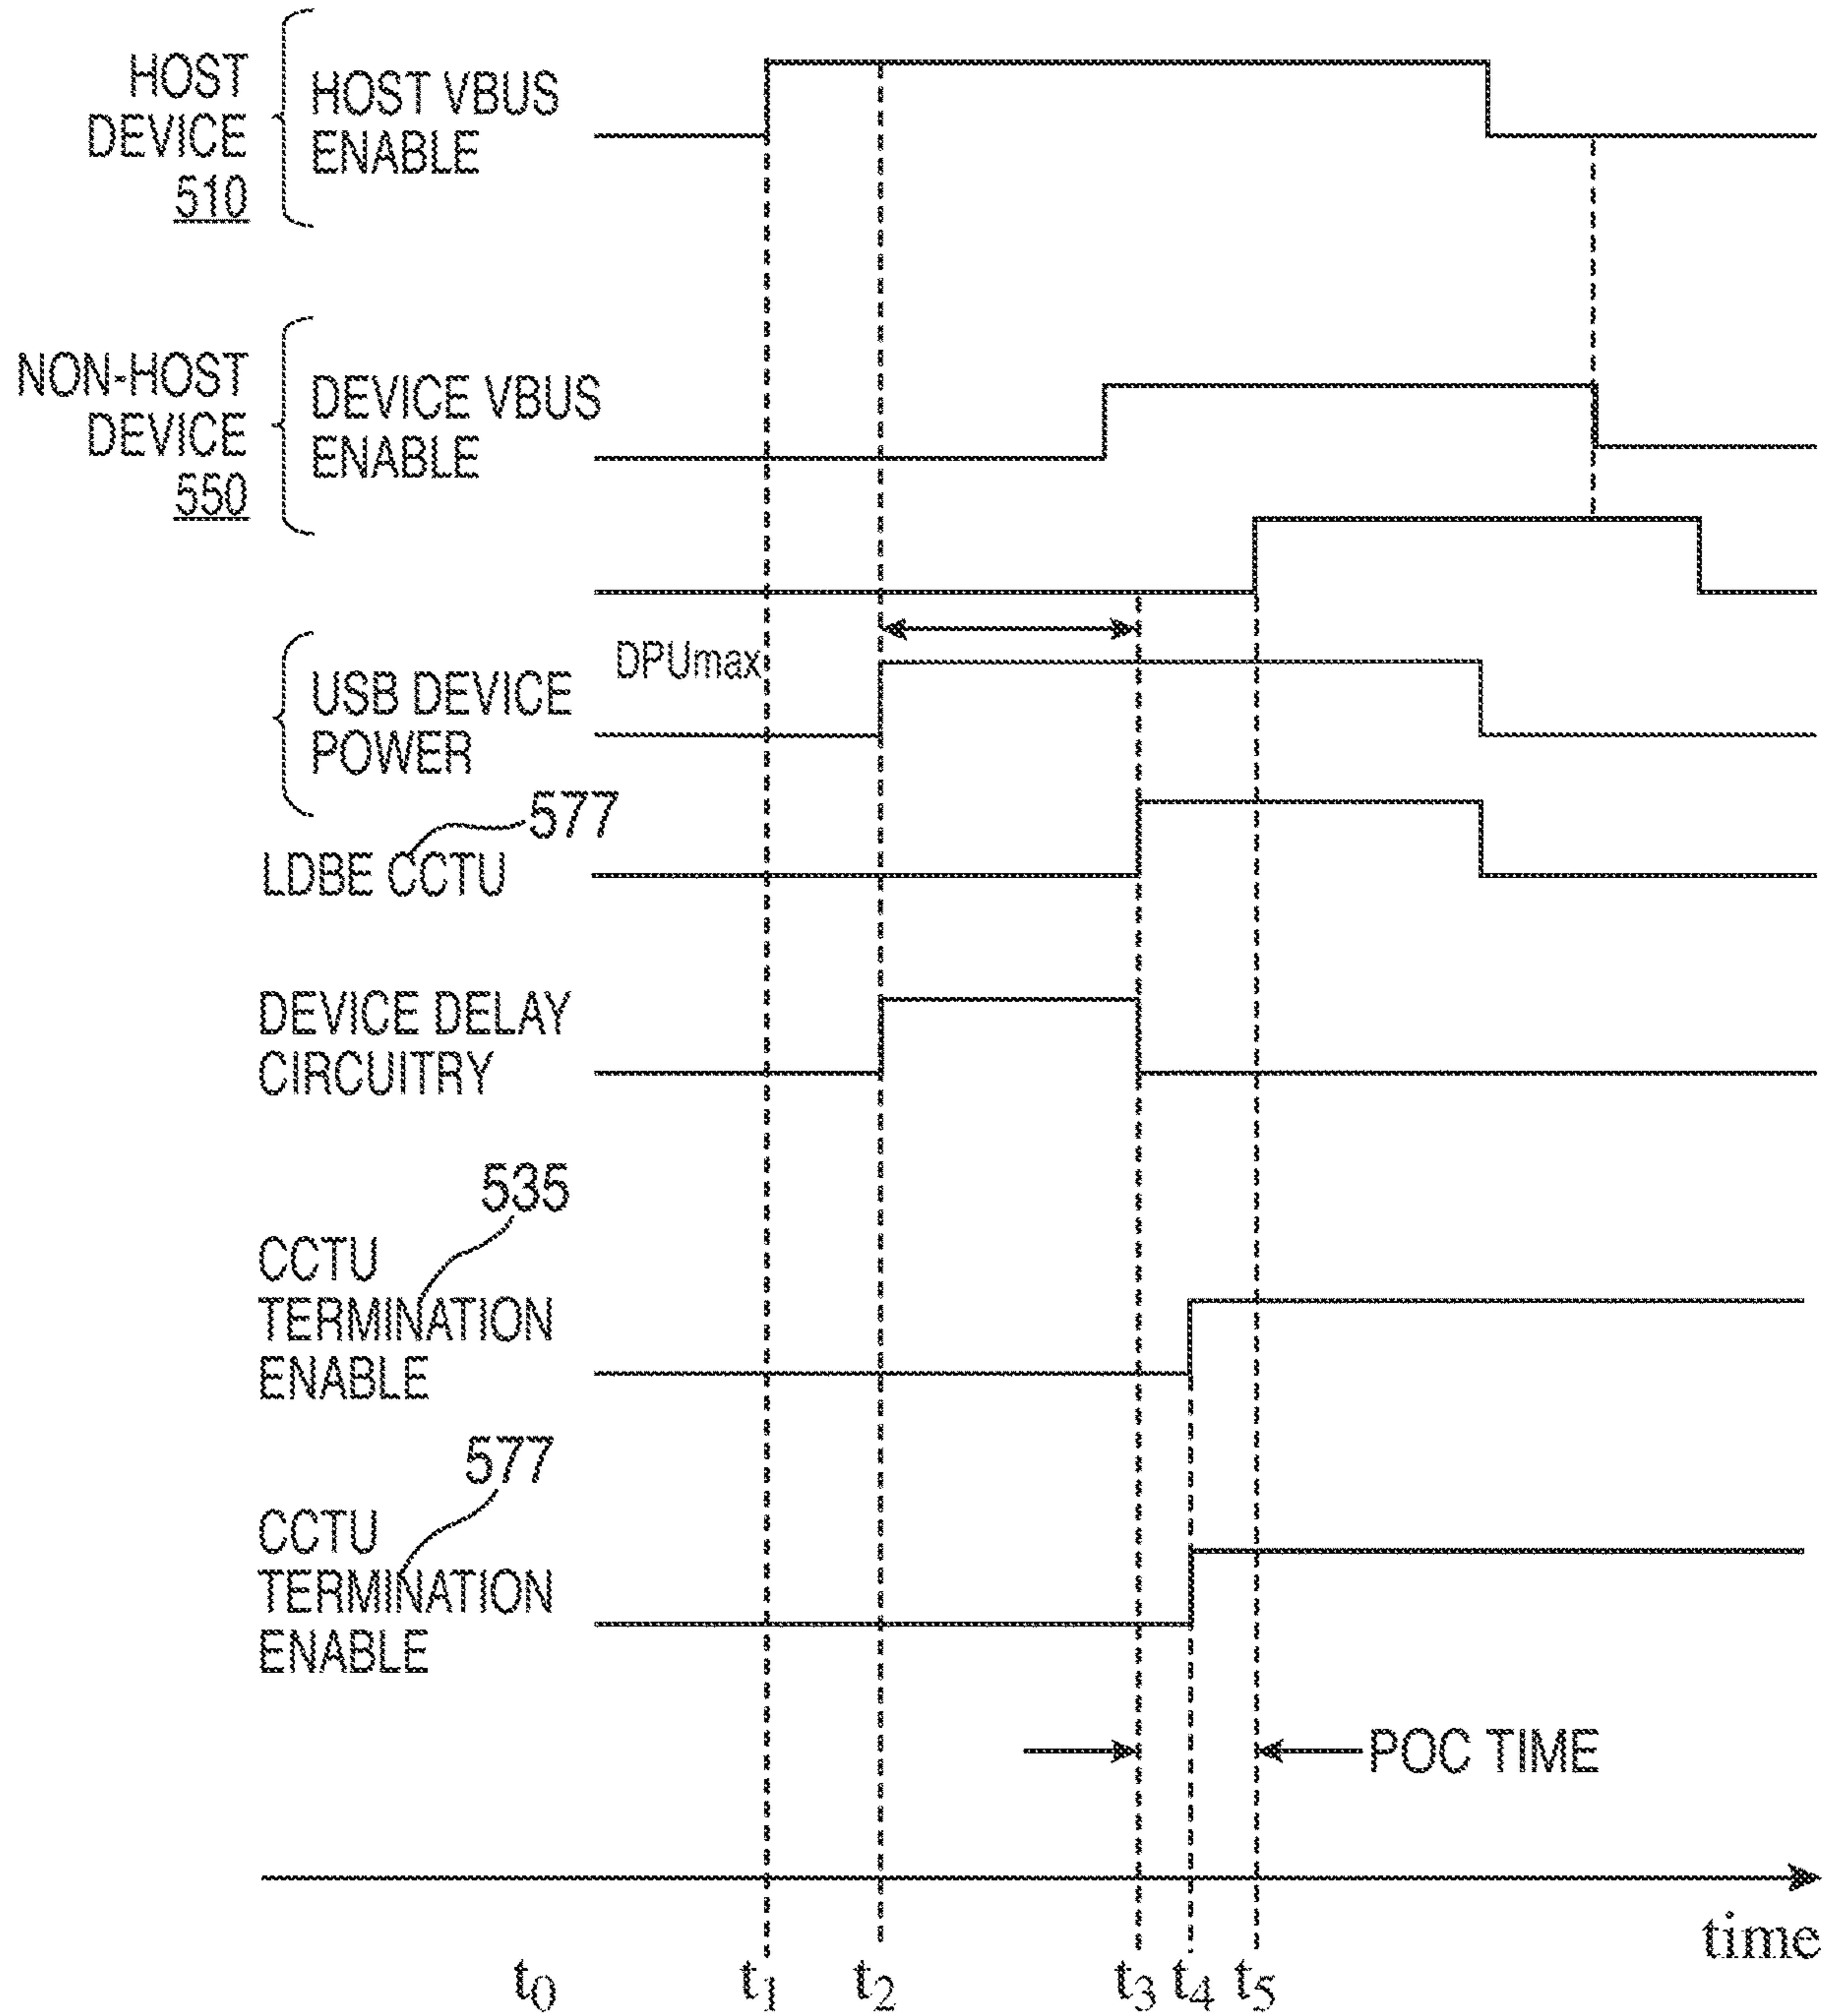 HOST
DEVICE
510
HOST VBUS
ENABLE
NON-HOST
DEVICE
550
DEVICE VBUS
ENABLE
DPUmax
USB DEVICE
POWER
577
LDBE CCTU
DEVICE DELAY
CIRCUITRY
535
CCTU
TERMINATION
ENABLE
577
CCTU
TERMINATION
ENABLE
POC TIME
time
t0 t1 t2 t3 t4 t5